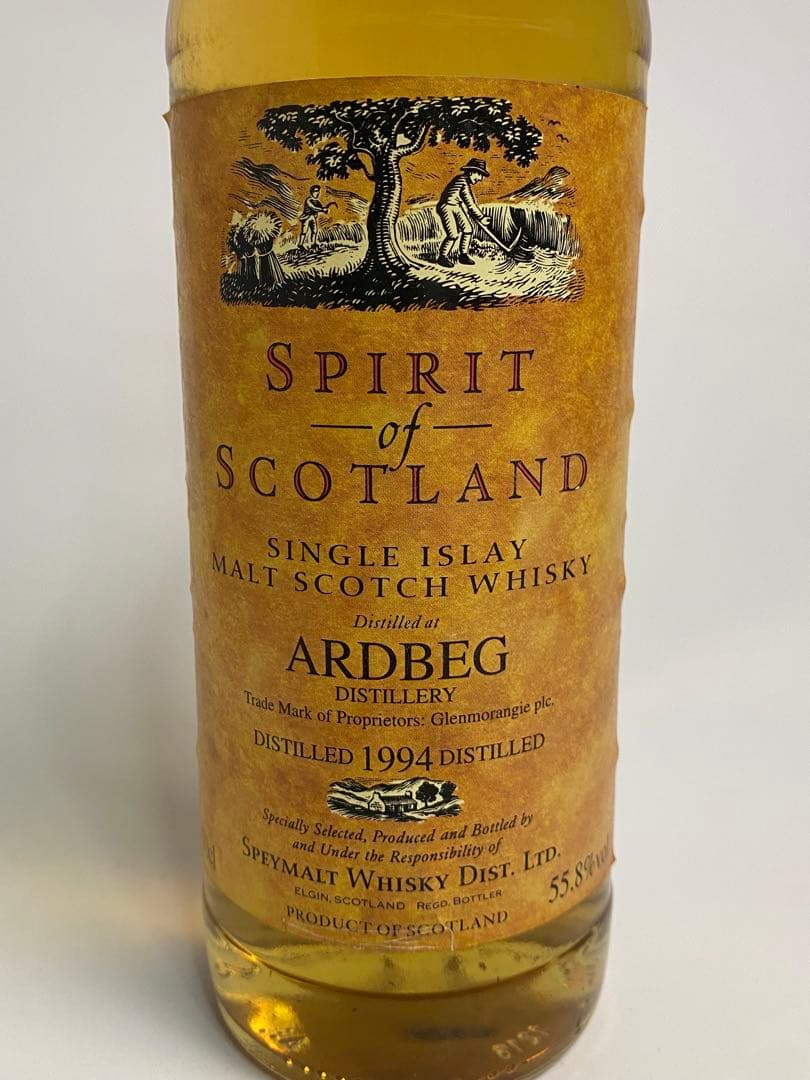 SPIRIT
of
SCOTLAND
SINGLE ISLAY
MALT SCOTCH WHISKY
Distilled at
ARDBEG
DISTILLERY
Trade Mark of Proprietors: Glenmorangie plc.
DISTILLED 1994 DISTILLED
Specially Selected, Produced and Bottled by
and Under the Responsibility of
SPEYMALT WHISKY DIST. LTD.
ELGIN, SCOTLAND REGD. BOTTLER
55.8%vol
PRODUCT OF SCOTLAND